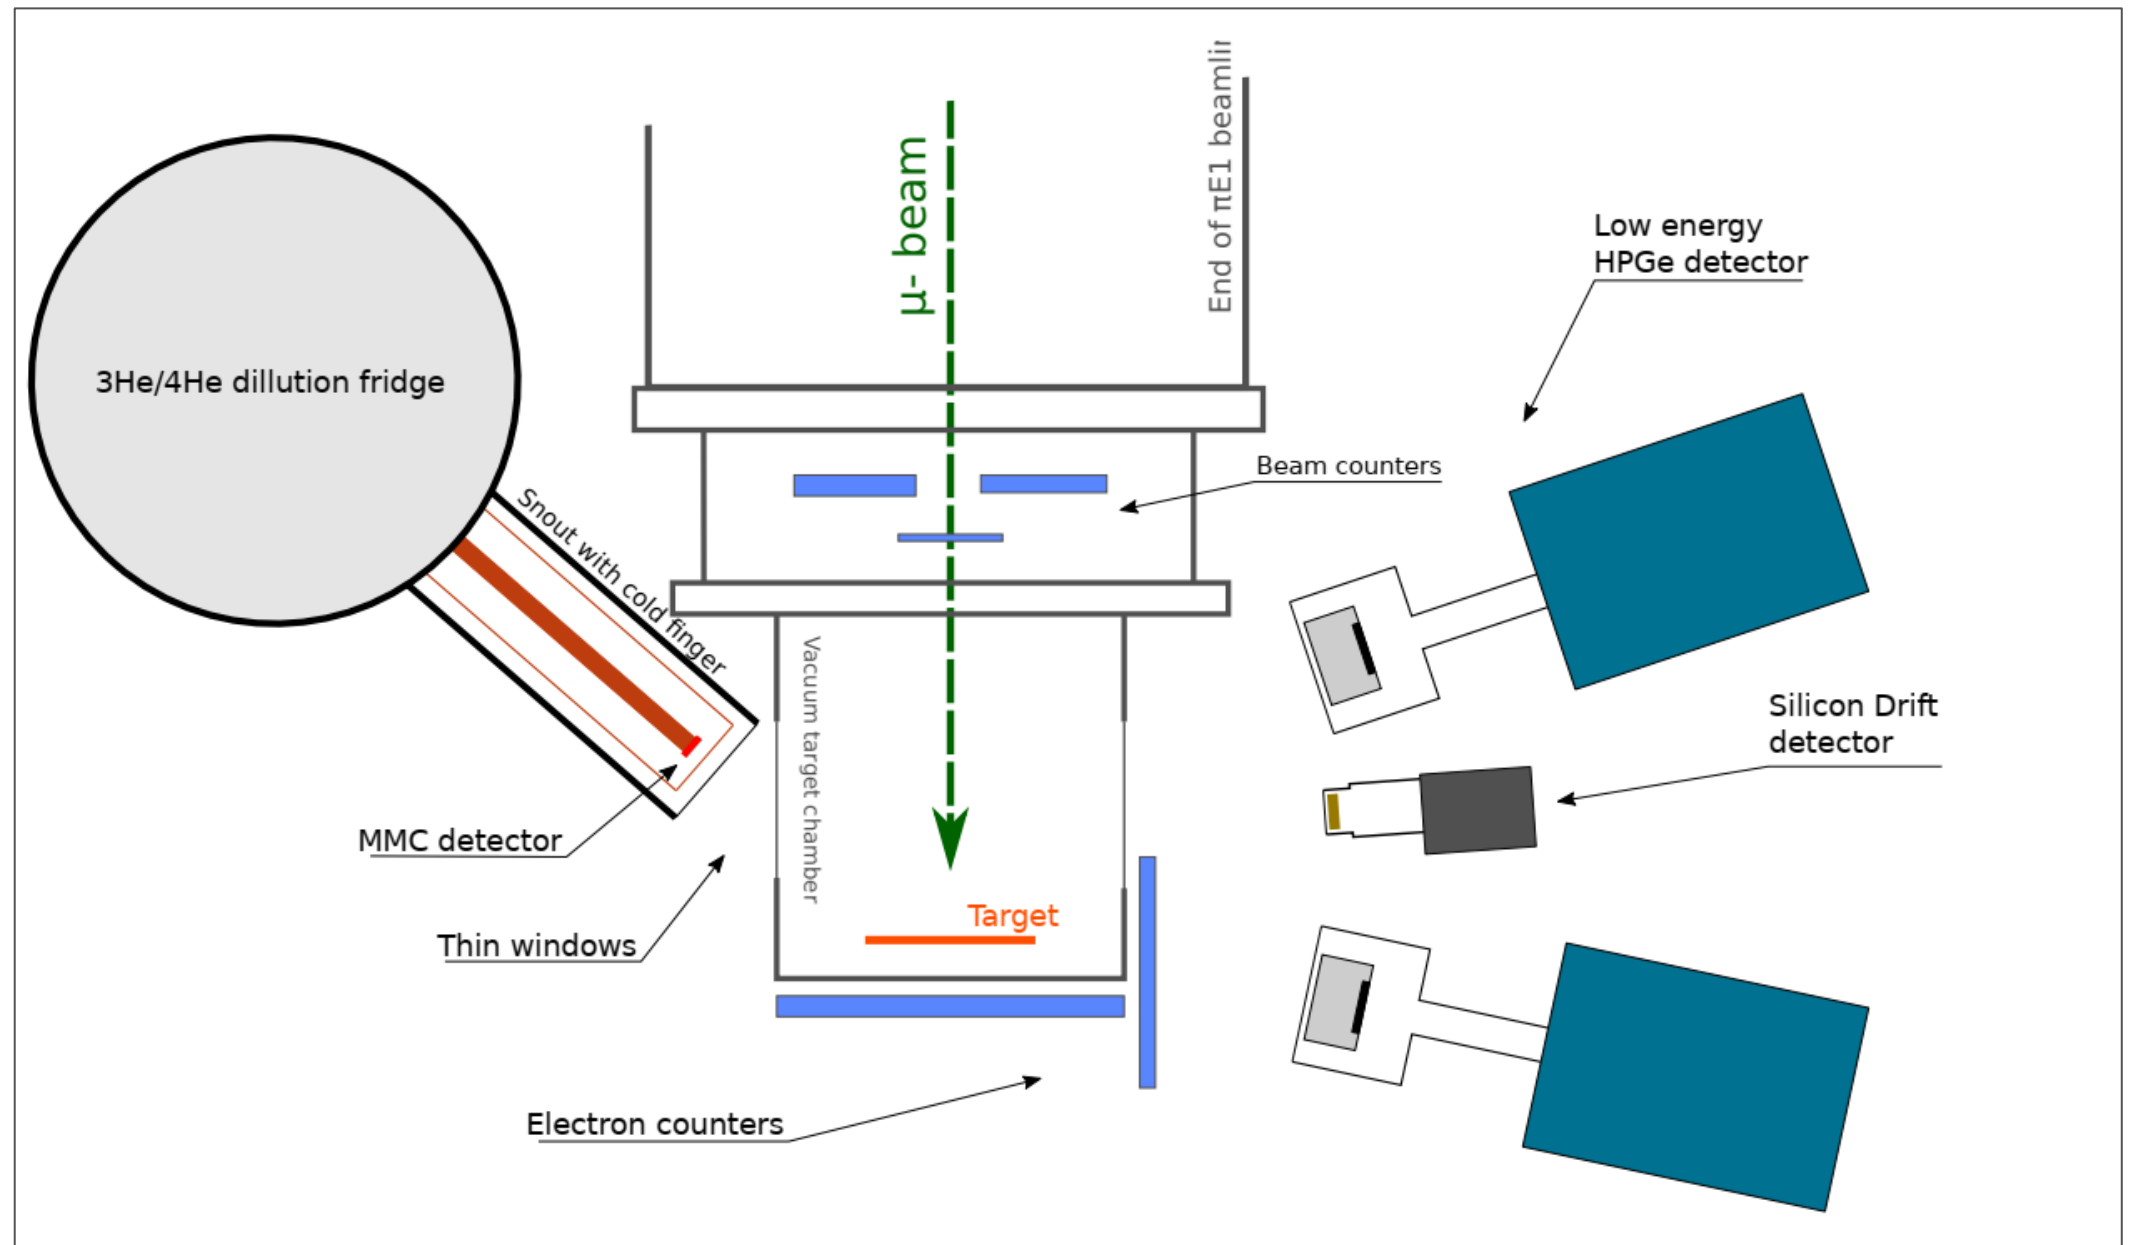 End of πE1 beamlin
μ- beam
Low energy
HPGe detector
3He/4He dillution fridge
Beam counters
Snout with cold finger
Vacuum target chamber
Silicon Drift
detector
MMC detector
Target
Thin windows
Electron counters